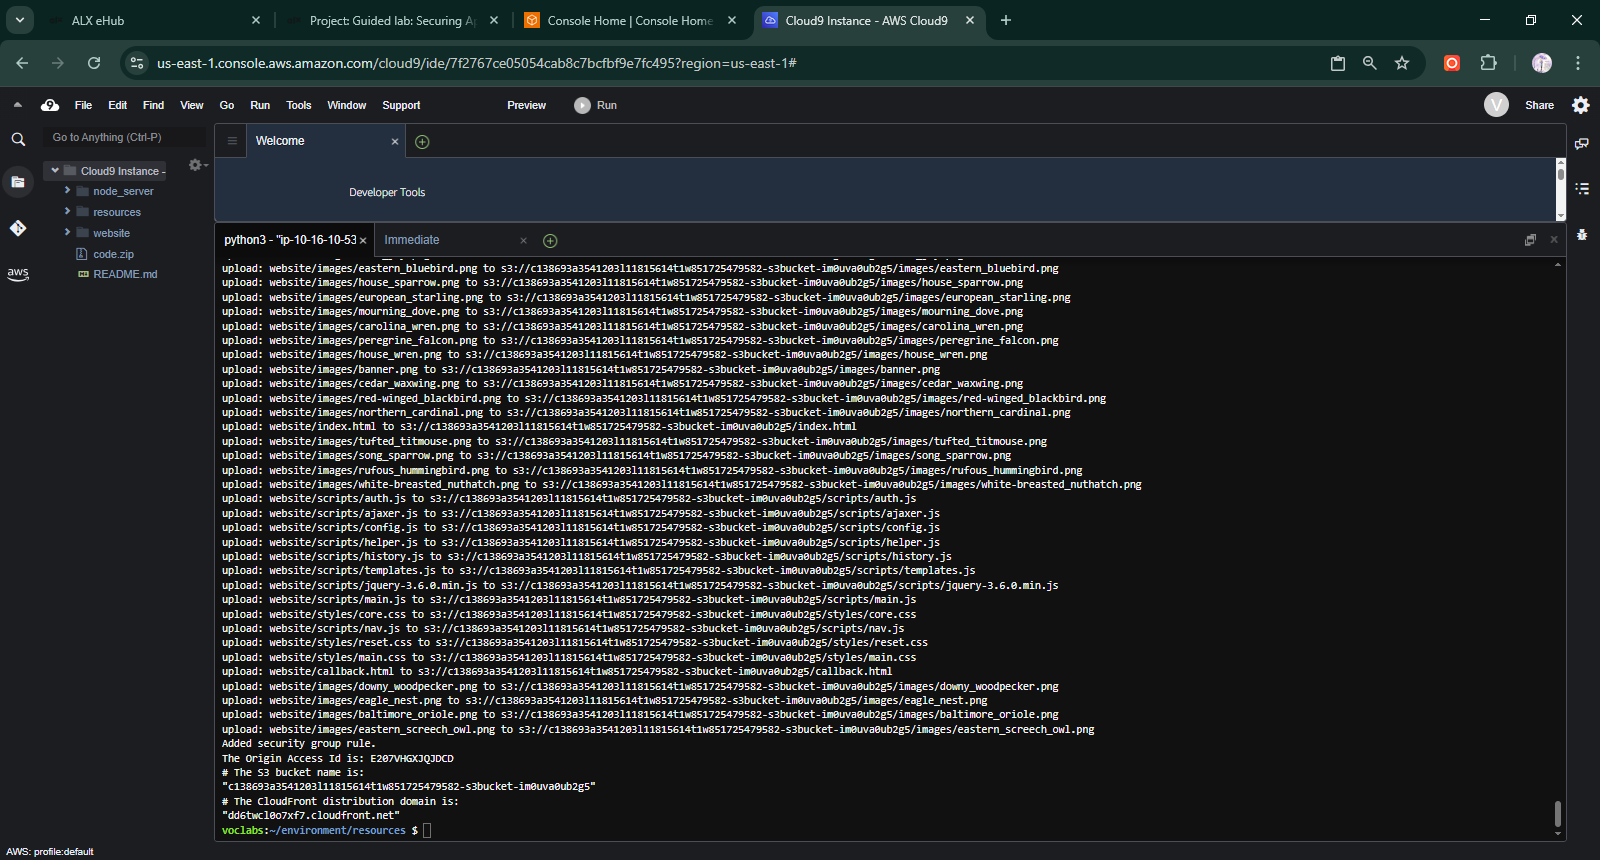 ALX eHub
Project: Guided lab: Securing A
Console Home | Console Home
Cloud9 Instance - AWS Cloud9
us-east-1.console.aws.amazon.com/cloud9/ide/7f2767ce05054cab8c7bcfbf9e7fc495?region=us-east-1#
9 File Edit Find View Go Run Tools Window Support Preview Run V Share
Go to Anything (Ctrl-P)
Welcome
Cloud9 Instance -
node_server
resources
website
code.zip
README.md
aws
Developer Tools
python3 - "ip-10-16-10-53
Immediate
upload: website/images/eastern_bluebird.png to s3://c138693a3541203l11815614t1w851725479582-s3bucket-im0uva0ub2g5/images/eastern_bluebird.png
upload: website/images/house_sparrow.png to s3://c138693a3541203l11815614t1w851725479582-s3bucket-im0uva0ub2g5/images/house_sparrow.png
upload: website/images/european_starling.png to s3://c138693a3541203l11815614t1w851725479582-s3bucket-im0uva0ub2g5/images/european_starling.png
upload: website/images/mourning_dove.png to s3://c138693a3541203l11815614t1w851725479582-s3bucket-im0uva0ub2g5/images/mourning_dove.png
upload: website/images/carolina_wren.png to s3://c138693a3541203l11815614t1w851725479582-s3bucket-im0uva0ub2g5/images/carolina_wren.png
upload: website/images/peregrine_falcon.png to s3://c138693a3541203l11815614t1w851725479582-s3bucket-im0uva0ub2g5/images/peregrine_falcon.png
upload: website/images/house_wren.png to s3://c138693a3541203l11815614t1w851725479582-s3bucket-im0uva0ub2g5/images/house_wren.png
upload: website/images/banner.png to s3://c138693a3541203l11815614t1w851725479582-s3bucket-im0uva0ub2g5/images/banner.png
upload: website/images/cedar_waxwing.png to s3://c138693a3541203l11815614t1w851725479582-s3bucket-im0uva0ub2g5/images/cedar_waxwing.png
upload: website/images/red-winged_blackbird.png to s3://c138693a3541203l11815614t1w851725479582-s3bucket-im0uva0ub2g5/images/red-winged_blackbird.png
upload: website/images/northern_cardinal.png to s3://c138693a3541203l11815614t1w851725479582-s3bucket-im0uva0ub2g5/images/northern_cardinal.png
upload: website/index.html to s3://c138693a3541203l11815614t1w851725479582-s3bucket-im0uva0ub2g5/index.html
upload: website/images/tufted_titmouse.png to s3://c138693a3541203l11815614t1w851725479582-s3bucket-im0uva0ub2g5/images/tufted_titmouse.png
upload: website/images/song_sparrow.png to s3://c138693a3541203l11815614t1w851725479582-s3bucket-im0uva0ub2g5/images/song_sparrow.png
upload: website/images/rufous_hummingbird.png to s3://c138693a3541203l11815614t1w851725479582-s3bucket-im0uva0ub2g5/images/rufous_hummingbird.png
upload: website/images/white-breasted_nuthatch.png to s3://c138693a3541203l11815614t1w851725479582-s3bucket-im0uva0ub2g5/images/white-breasted_nuthatch.png
upload: website/scripts/auth.js to s3://c138693a3541203l11815614t1w851725479582-s3bucket-im0uva0ub2g5/scripts/auth.js
upload: website/scripts/ajaxer.js to s3://c138693a3541203l11815614t1w851725479582-s3bucket-im0uva0ub2g5/scripts/ajaxer.js
upload: website/scripts/config.js to s3://c138693a3541203l11815614t1w851725479582-s3bucket-im0uva0ub2g5/scripts/config.js
upload: website/scripts/helper.js to s3://c138693a3541203l11815614t1w851725479582-s3bucket-im0uva0ub2g5/scripts/helper.js
upload: website/scripts/history.js to s3://c138693a3541203l11815614t1w851725479582-s3bucket-im0uva0ub2g5/scripts/history.js
upload: website/scripts/templates.js to s3://c138693a3541203l11815614t1w851725479582-s3bucket-im0uva0ub2g5/scripts/templates.js
upload: website/scripts/jquery-3.6.0.min.js to s3://c138693a3541203l11815614t1w851725479582-s3bucket-im0uva0ub2g5/scripts/jquery-3.6.0.min.js
upload: website/scripts/main.js to s3://c138693a3541203l11815614t1w851725479582-s3bucket-im0uva0ub2g5/scripts/main.js
upload: website/styles/core.css to s3://c138693a3541203l11815614t1w851725479582-s3bucket-im0uva0ub2g5/styles/core.css
upload: website/scripts/nav.js to s3://c138693a3541203l11815614t1w851725479582-s3bucket-im0uva0ub2g5/scripts/nav.js
upload: website/styles/reset.css to s3://c138693a3541203l11815614t1w851725479582-s3bucket-im0uva0ub2g5/styles/reset.css
upload: website/styles/main.css to s3://c138693a3541203l11815614t1w851725479582-s3bucket-im0uva0ub2g5/styles/main.css
upload: website/callback.html to s3://c138693a3541203l11815614t1w851725479582-s3bucket-im0uva0ub2g5/callback.html
upload: website/images/downy_woodpecker.png to s3://c138693a3541203l11815614t1w851725479582-s3bucket-im0uva0ub2g5/images/downy_woodpecker.png
upload: website/images/eagle_nest.png to s3://c138693a3541203l11815614t1w851725479582-s3bucket-im0uva0ub2g5/images/eagle_nest.png
upload: website/images/baltimore_oriole.png to s3://c138693a3541203l11815614t1w851725479582-s3bucket-im0uva0ub2g5/images/baltimore_oriole.png
upload: website/images/eastern_screech_owl.png to s3://c138693a3541203l11815614t1w851725479582-s3bucket-im0uva0ub2g5/images/eastern_screech_owl.png
Added security group rule.
The Origin Access Id is: E207VHGXJQJDCD
# The S3 bucket name is:
"c138693a3541203l11815614t1w851725479582-s3bucket-im0uva0ub2g5"
# The CloudFront distribution domain is:
"dd6twcl0o7xf7.cloudfront.net"
voclabs:~/environment/resources $
AWS: profile:default